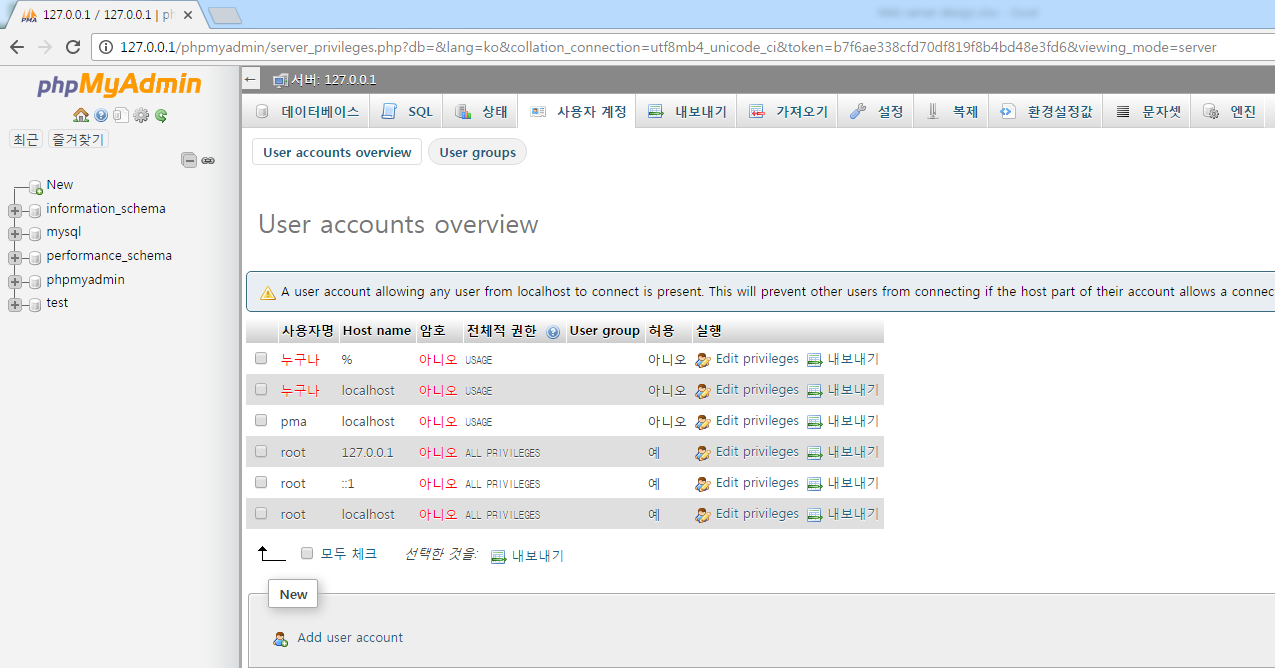 127.0.0.1 / 127.0.0.1 | ph
127.0.0.1/phpmyadmin/server_privileges.php?db=&lang=ko&collation_connection=utf8mb4_unicode_ci&token=b7f6ae338cfd70df819f8b4bd48e3fd6&viewing_mode=server
phpMyAdmin
최근 즐겨찾기
New
information_schema
mysql
performance_schema
phpmyadmin
test
서버: 127.0.0.1
데이터베이스 SQL 상태 사용자 계정 내보내기 가져오기 설정 복제 환경설정값 문자셋 엔진
User accounts overview User groups
User accounts overview
A user account allowing any user from localhost to connect is present. This will prevent other users from connecting if the host part of their account allows a connec
사용자명 Host name 암호 전체적 권한 User group 허용 실행
누구나 % 아니오 USAGE 아니오 Edit privileges 내보내기
누구나 localhost 아니오 USAGE 아니오 Edit privileges 내보내기
pma localhost 아니오 USAGE 아니오 Edit privileges 내보내기
root 127.0.0.1 아니오 ALL PRIVILEGES 예 Edit privileges 내보내기
root ::1 아니오 ALL PRIVILEGES 예 Edit privileges 내보내기
root localhost 아니오 ALL PRIVILEGES 예 Edit privileges 내보내기
모두 체크 선택한 것을: 내보내기
New
Add user account